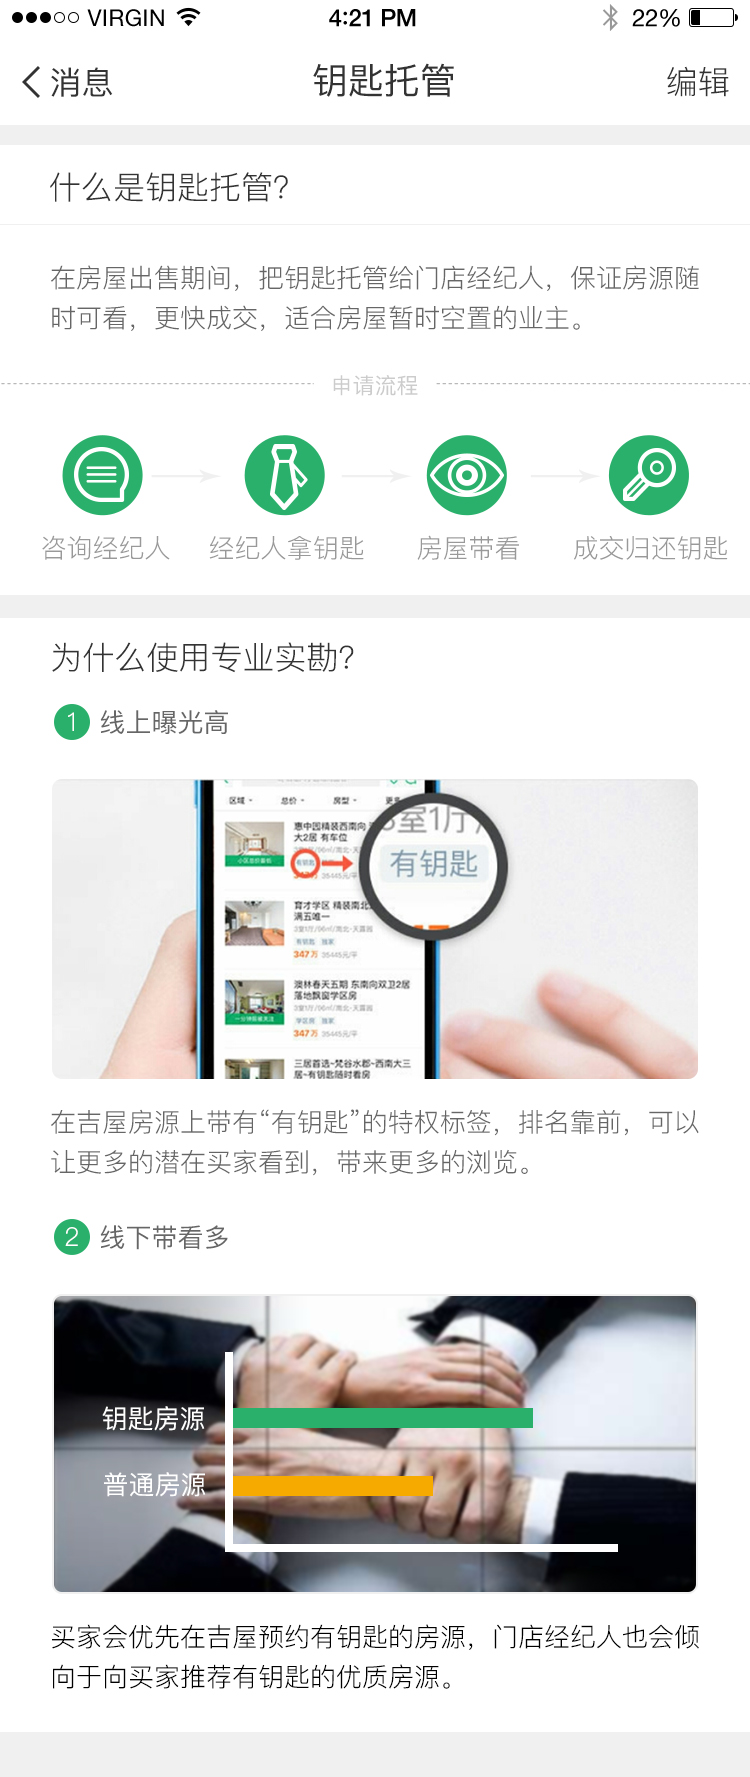 VIRGIN
4:21 PM
22%
消息
钥匙托管
编辑
什么是钥匙托管?
在房屋出售期间，把钥匙托管给门店经纪人，保证房源随
时可看，更快成交，适合房屋暂时空置的业主。
申请流程
咨询经纪人
经纪人拿钥匙
房屋带看
成交归还钥匙
为什么使用专业实勘?
1 线上曝光高
区域
总价
房型
惠中园精装西南向
大2居 有车位
3室1厅
有钥匙
育才学区 精装南北
满五唯一
有钥匙 独家
347万 35445元/平
澳林春天五期 东南向双卫2居
落地飘窗学区房
学区房 独家
347万 35445元/平
三居首选~梵谷水郡~西南大三
居~有钥匙随时看房
在吉屋房源上带有“有钥匙”的特权标签，排名靠前，可以
让更多的潜在买家看到，带来更多的浏览。
2 线下带看多
钥匙房源
普通房源
买家会优先在吉屋预约有钥匙的房源，门店经纪人也会倾
向于向买家推荐有钥匙的优质房源。